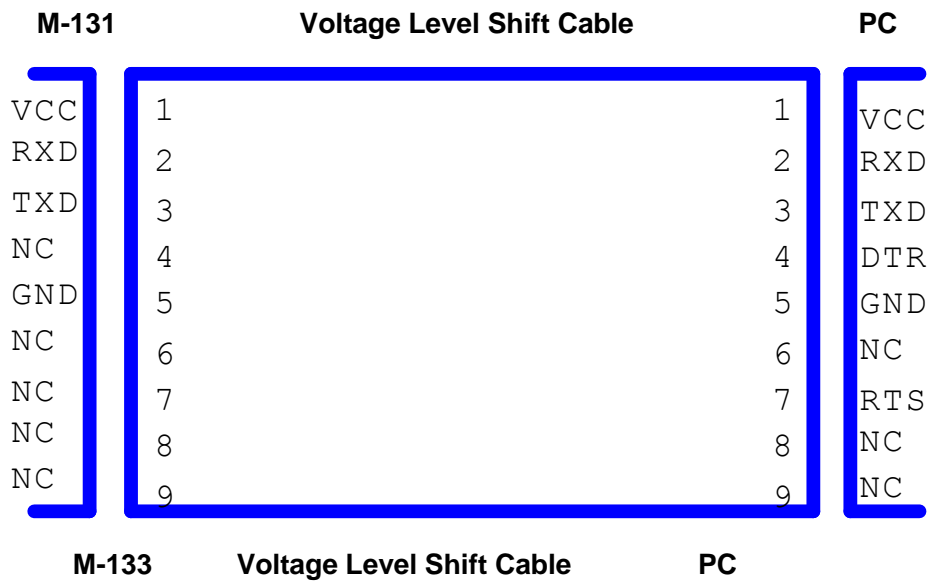 M-131 Voltage Level Shift Cable PC
VCC 1 1 VCC
RXD 2 2 RXD
TXD 3 3 TXD
NC 4 4 DTR
GND 5 5 GND
NC 6 6 NC
NC 7 7 RTS
NC 8 8 NC
NC 9 9 NC
M-133 Voltage Level Shift Cable PC